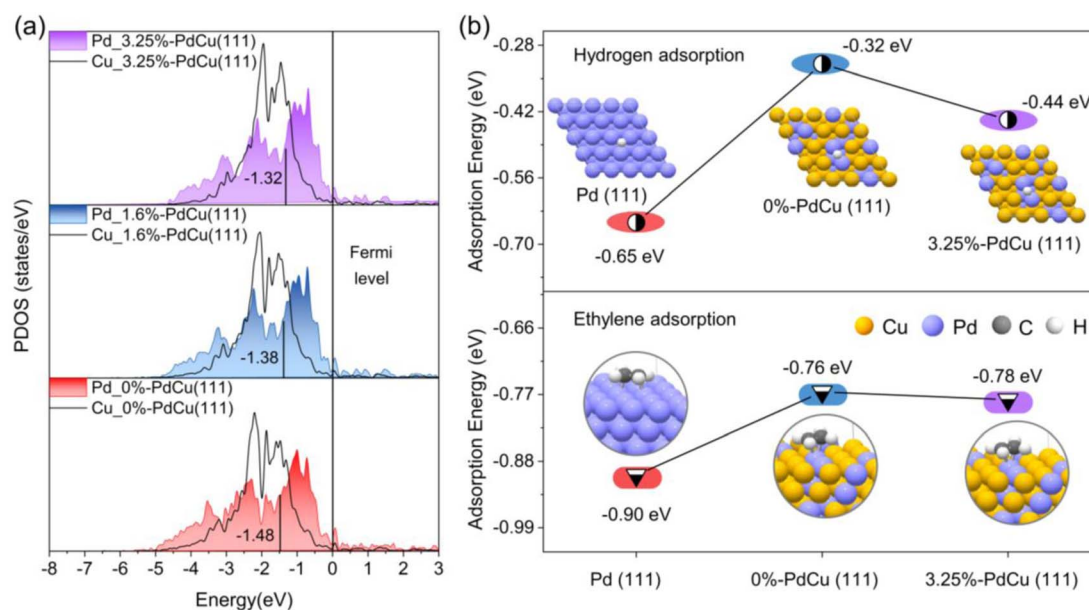 (a)
Pd_3.25%-PdCu(111)
Cu_3.25%-PdCu(111)
-1.32
Pd_1.6%-PdCu(111)
Cu_1.6%-PdCu(111)
Fermi
level
-1.38
Pd_0%-PdCu(111)
Cu_0%-PdCu(111)
-1.48
PDOS (states/eV)
-8 -7 -6 -5 -4 -3 -2 -1 0 1 2 3
Energy(eV)
(b)
Hydrogen adsorption
-0.28
-0.42
-0.56
-0.70
Adsorption Energy (eV)
-0.32 eV
-0.44 eV
Pd (111)
0%-PdCu (111)
3.25%-PdCu (111)
-0.65 eV
Ethylene adsorption
Cu Pd C H
-0.66
-0.77
-0.88
-0.99
Adsorption Energy (eV)
-0.76 eV
-0.78 eV
-0.90 eV
Pd (111) 0%-PdCu (111) 3.25%-PdCu (111)